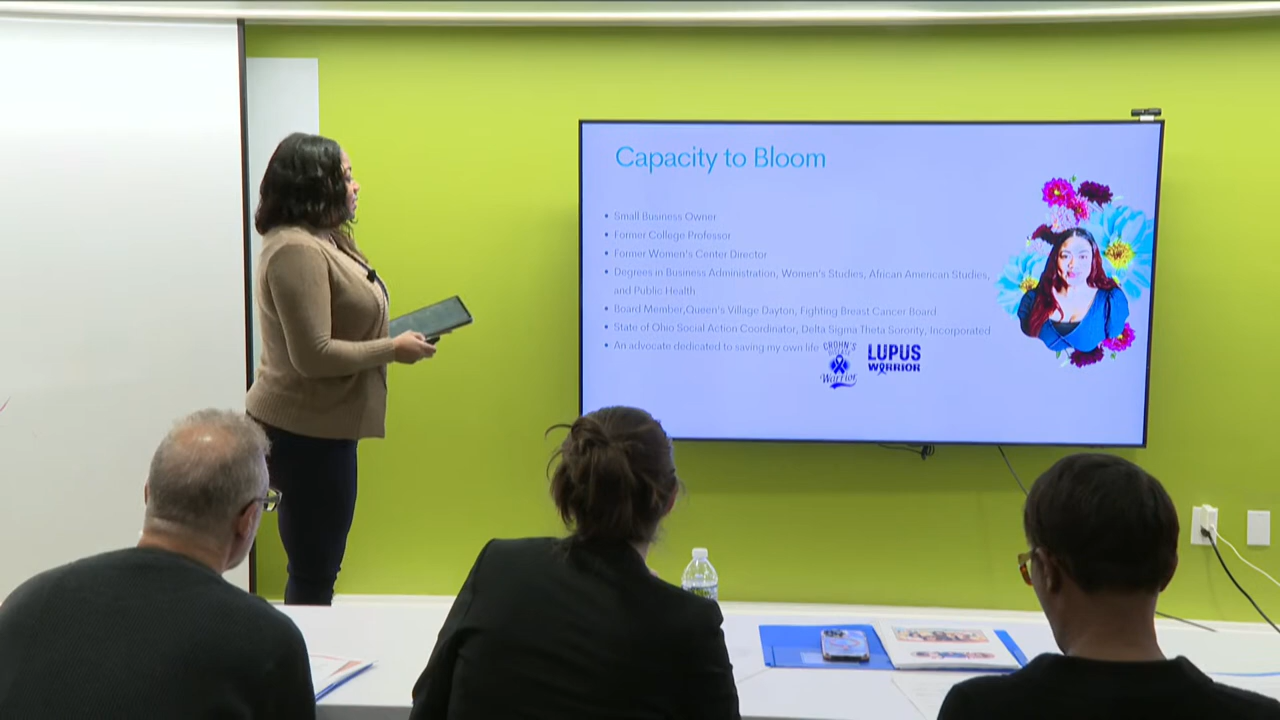 Capacity to Bloom
Small Business Owner
Former College Professor
Former Women's Center Director
Degrees in Business Administration, Women's Studies, African American Studies,
and Public Health
Board Member,Queen's Village Dayton, Fighting Breast Cancer Board
State of Ohio Social Action Coordinator, Delta Sigma Theta Sorority, Incorporated
An advocate dedicated to saving my own life
CROHN'S
Warrior
LUPUS
WARRIOR